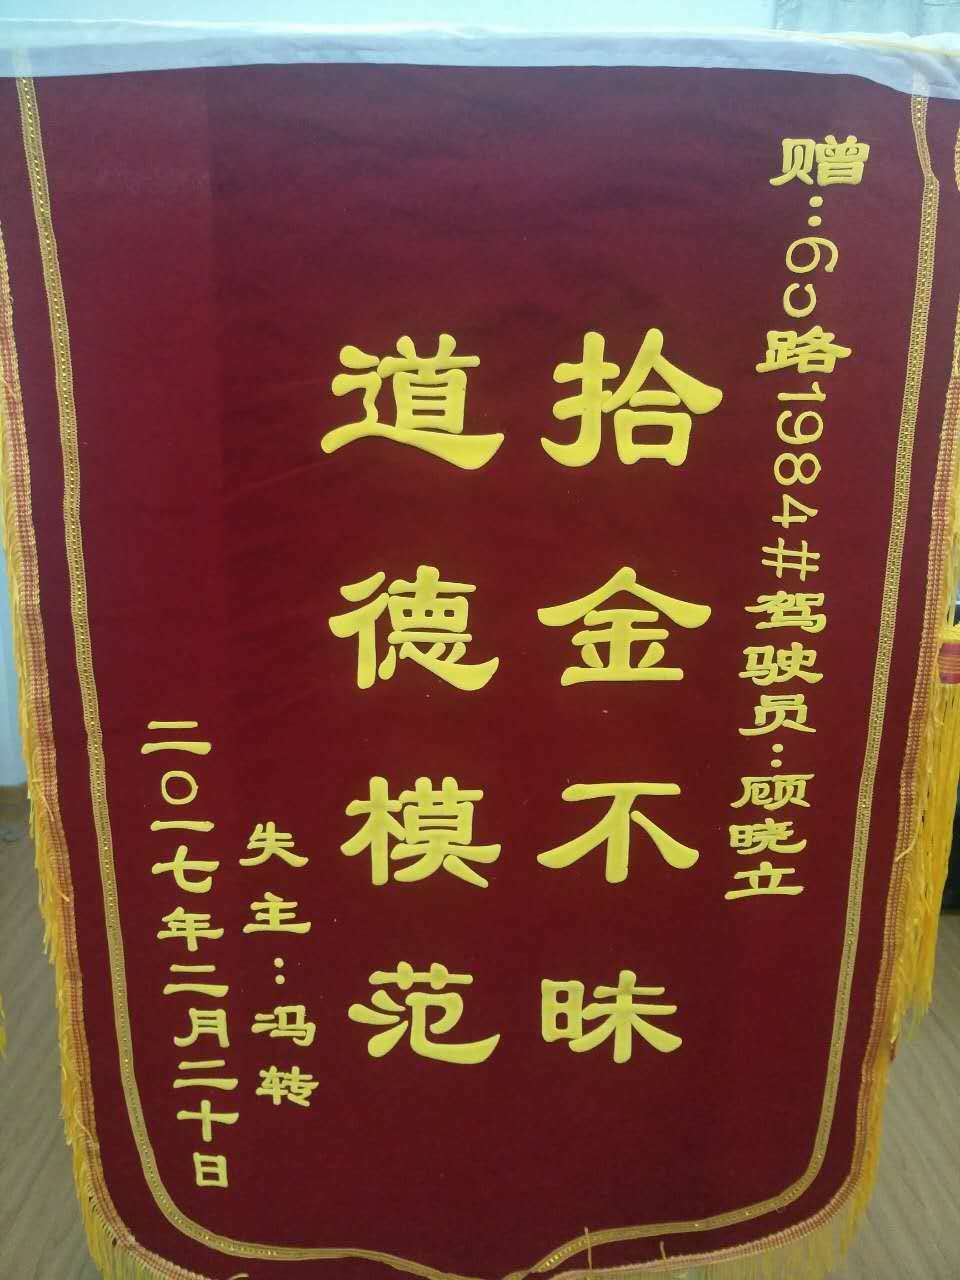 赠:6c路1984#驾驶员:顾晓立
拾金不昧
道德模范
失主:冯转
二〇一七年二月二十日